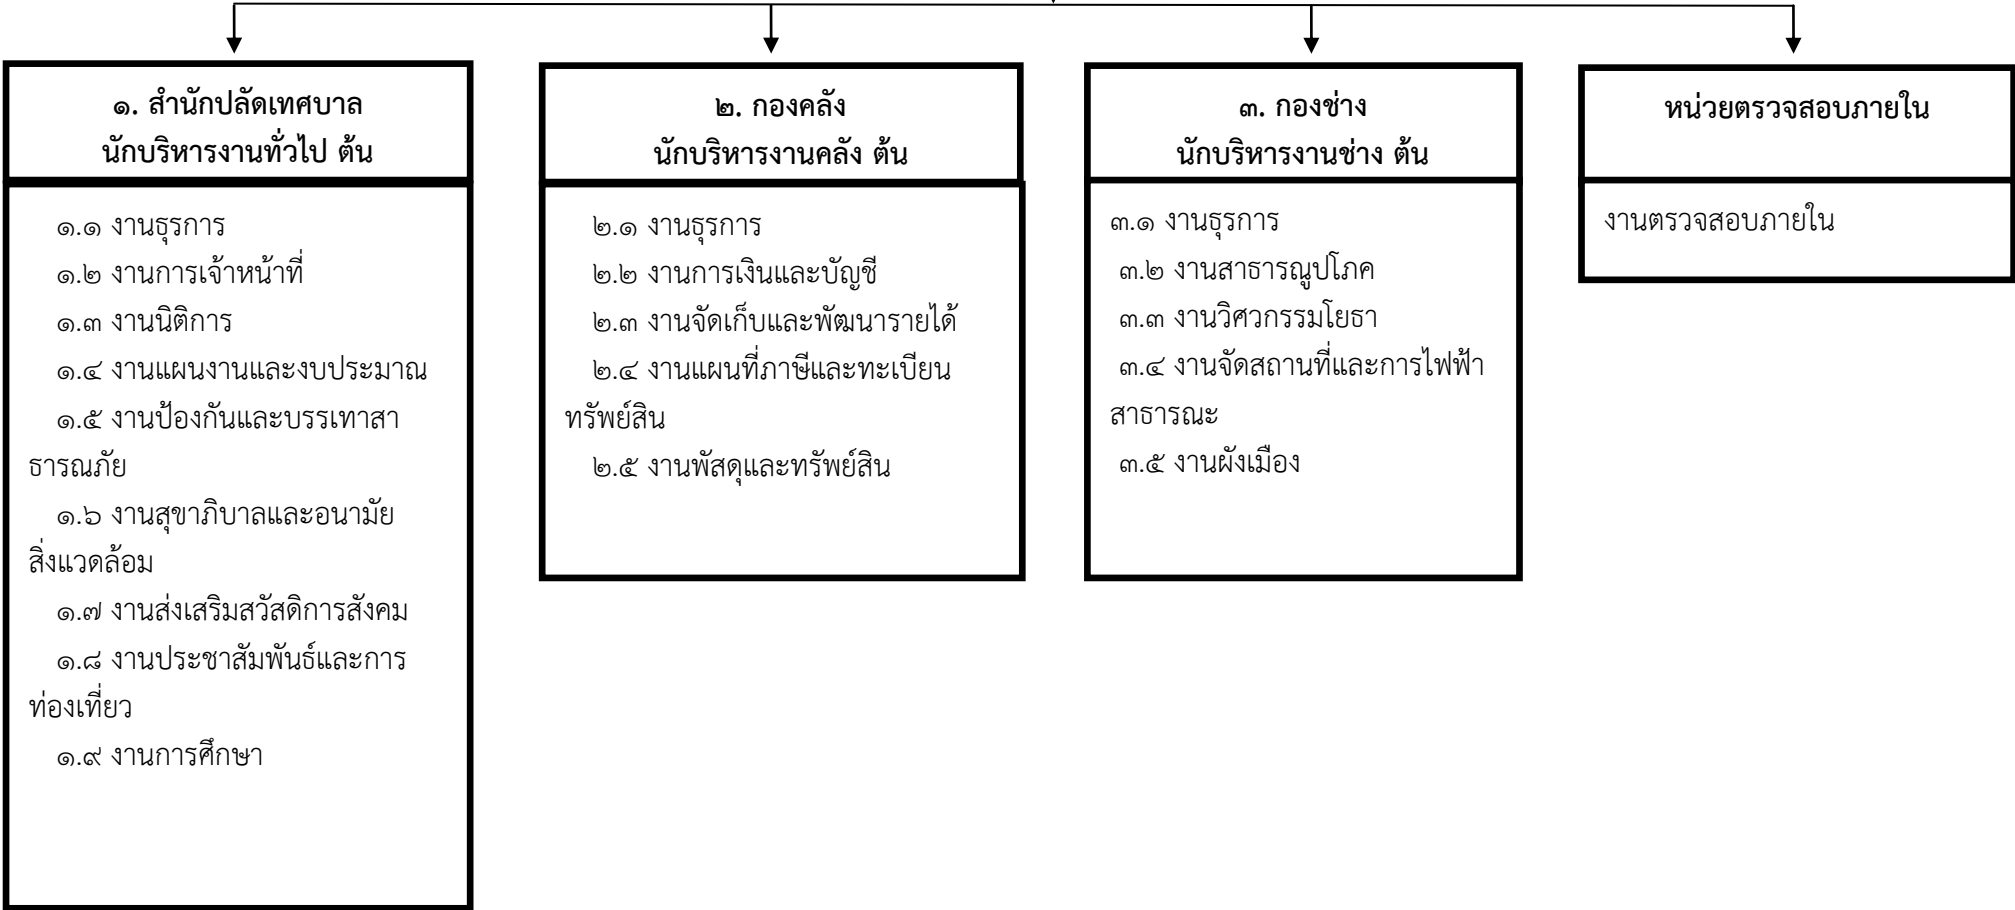 ๑. สำนักปลัดเทศบาล
นักบริหารงานทั่วไป ต้น
๑.๑ งานธุรการ
๑.๒ งานการเจ้าหน้าที่
๑.๓ งานนิติการ
๑.๔ งานแผนงานและงบประมาณ
๑.๕ งานป้องกันและบรรเทาสา
ธารณภัย
๑.๖ งานสุขาภิบาลและอนามัย
สิ่งแวดล้อม
๑.๗ งานส่งเสริมสวัสดิการสังคม
๑.๘ งานประชาสัมพันธ์และการ
ท่องเที่ยว
๑.๙ งานการศึกษา
๒. กองคลัง
นักบริหารงานคลัง ต้น
๒.๑ งานธุรการ
๒.๒ งานการเงินและบัญชี
๒.๓ งานจัดเก็บและพัฒนารายได้
๒.๔ งานแผนที่ภาษีและทะเบียน
ทรัพย์สิน
๒.๕ งานพัสดุและทรัพย์สิน
๓. กองช่าง
นักบริหารงานช่าง ต้น
๓.๑ งานธุรการ
๓.๒ งานสาธารณูปโภค
๓.๓ งานวิศวกรรมโยธา
๓.๔ งานจัดสถานที่และการไฟฟ้า
สาธารณะ
๓.๕ งานผังเมือง
หน่วยตรวจสอบภายใน
งานตรวจสอบภายใน